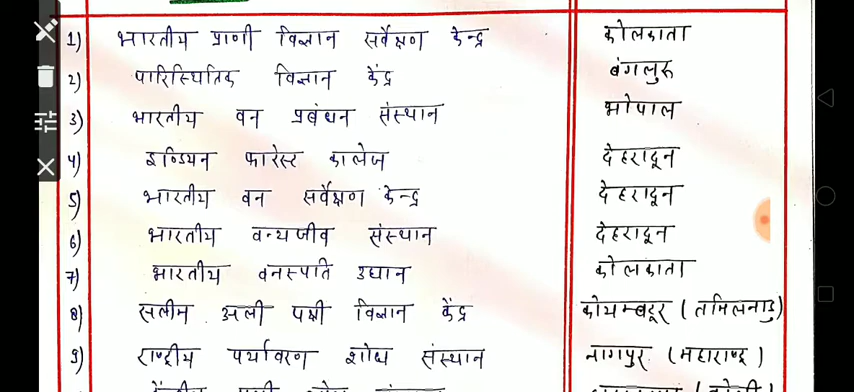 1) भारतीय प्राणी विज्ञान सर्वेक्षण केन्द्र कोलकाता
2) पारिस्थितिक विज्ञान केंद्र बंगलुरू
3) भारतीय वन प्रबंधन संस्थान भोपाल
4) इण्डियन फारेस्ट कालेज देहरादून
5) भारतीय वन सर्वेक्षण केन्द्र देहरादून
6) भारतीय वन्यजीव संस्थान देहरादून
7) भारतीय वनस्पति उद्यान कोलकाता
8) सलीम अली पक्षी विज्ञान केंद्र कोयम्बटूर (तमिलनाडु)
9) राष्ट्रीय पर्यावरण शोध संस्थान नागपुर (महाराष्ट्र)